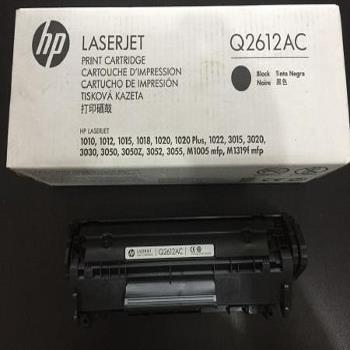 hp
LASERJET
Q2612AC
PRINT CARTRIDGE
CARTOUCHE D'IMPRESSION
CARTUCHO DE IMPRESIÓN
TISKOVÁ KAZETA
打印碳鼓
Black Tinta Negra
Noire 黑色
HP LASERJET
1010, 1012, 1015, 1018, 1020, 1020 Plus, 1022, 3015, 3020,
3030, 3050, 3050Z, 3052, 3055, M1005 mfp, M1319f mfp
LASERJET
Q2612AC